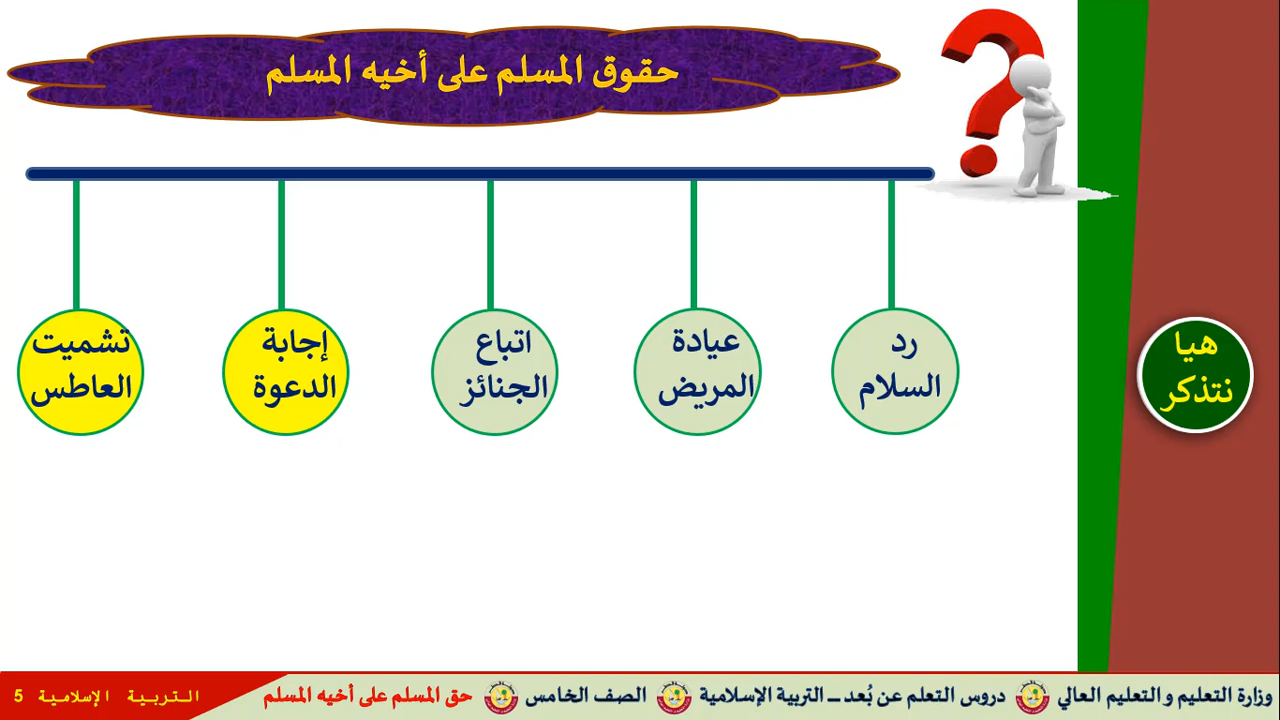 حقوق المسلم على أخيه المسلم
هيا
نتذكر
رد
السلام
عيادة
المريض
اتباع
الجنائز
إجابة
الدعوة
تشميت
العاطس
وزارة التعليم و التعليم العالي دروس التعلم عن بُعد – التربية الإسلامية الصف الخامس حق المسلم على أخيه المسلم التربية الإسلامية 5